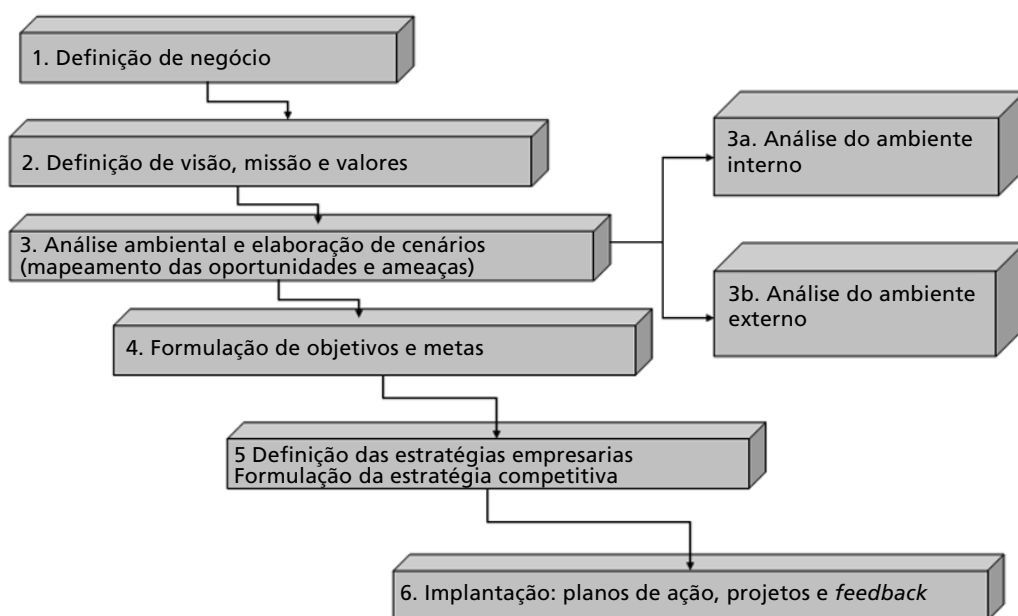 1. Definição de negócio
2. Definição de visão, missão e valores
3. Análise ambiental e elaboração de cenários
(mapeamento das oportunidades e ameaças)
3a. Análise do ambiente
interno
3b. Análise do ambiente
externo
4. Formulação de objetivos e metas
5 Definição das estratégias empresarias
Formulação da estratégia competitiva
6. Implantação: planos de ação, projetos e feedback